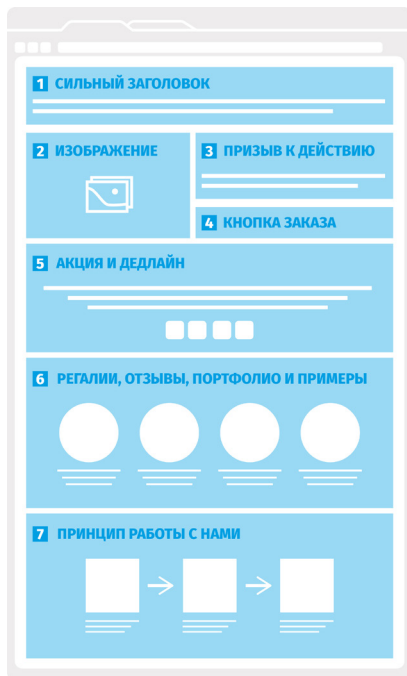 1 СИЛЬНЫЙ ЗАГОЛОВОК
2 ИЗОБРАЖЕНИЕ
3 ПРИЗЫВ К ДЕЙСТВИЮ
4 КНОПКА ЗАКАЗА
5 АКЦИЯ И ДЕДЛАЙН
6 РЕГАЛИИ, ОТЗЫВЫ, ПОРТФОЛИО И ПРИМЕРЫ
7 ПРИНЦИП РАБОТЫ С НАМИ